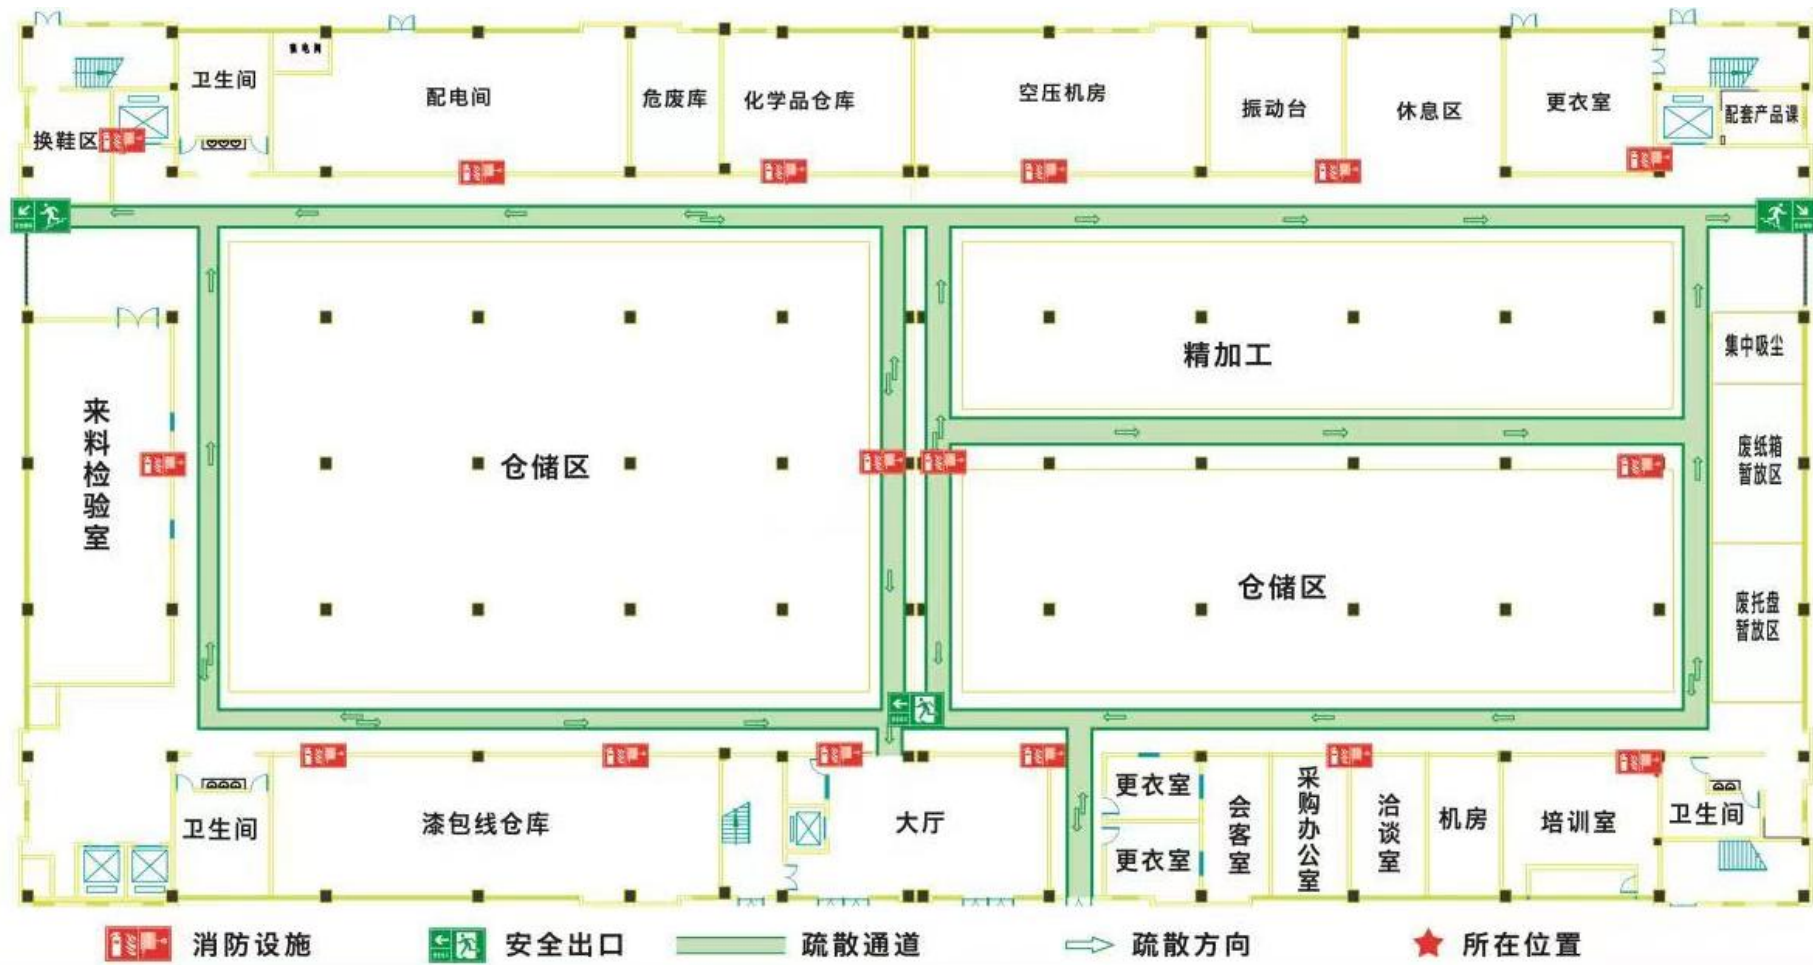 卫生间
配电间
危废库
化学品仓库
空压机房
振动台
休息区
更衣室
配套产品课
换鞋区
精加工
集中吸尘
来料检验室
仓储区
废纸箱
暂放区
仓储区
废托盘
暂放区
卫生间
漆包线仓库
大厅
更衣室
更衣室
会客室
采购办公室
洽谈室
机房
培训室
卫生间
消防设施
安全出口
疏散通道
疏散方向
所在位置